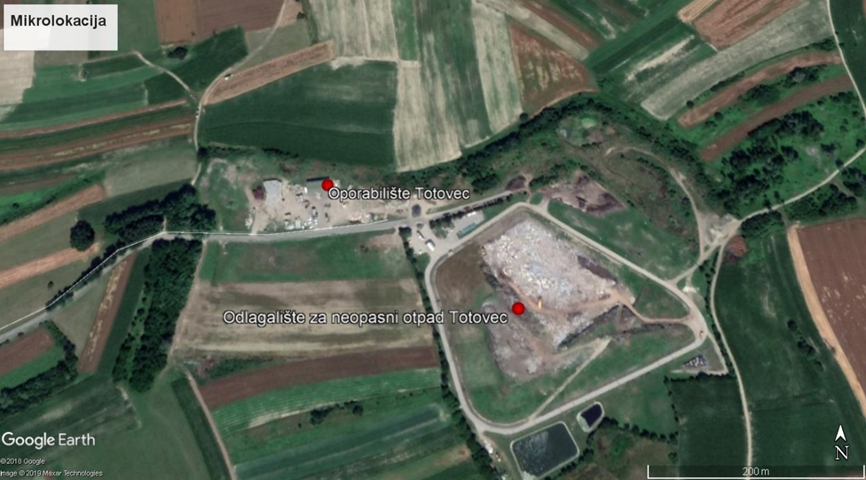 Mikrolokacija
Oporabilište Totovec
Odlagalište za neopasni otpad Totovec
Google Earth
©2018 Google
Image © 2019 Maxar Technologies
N
200 m